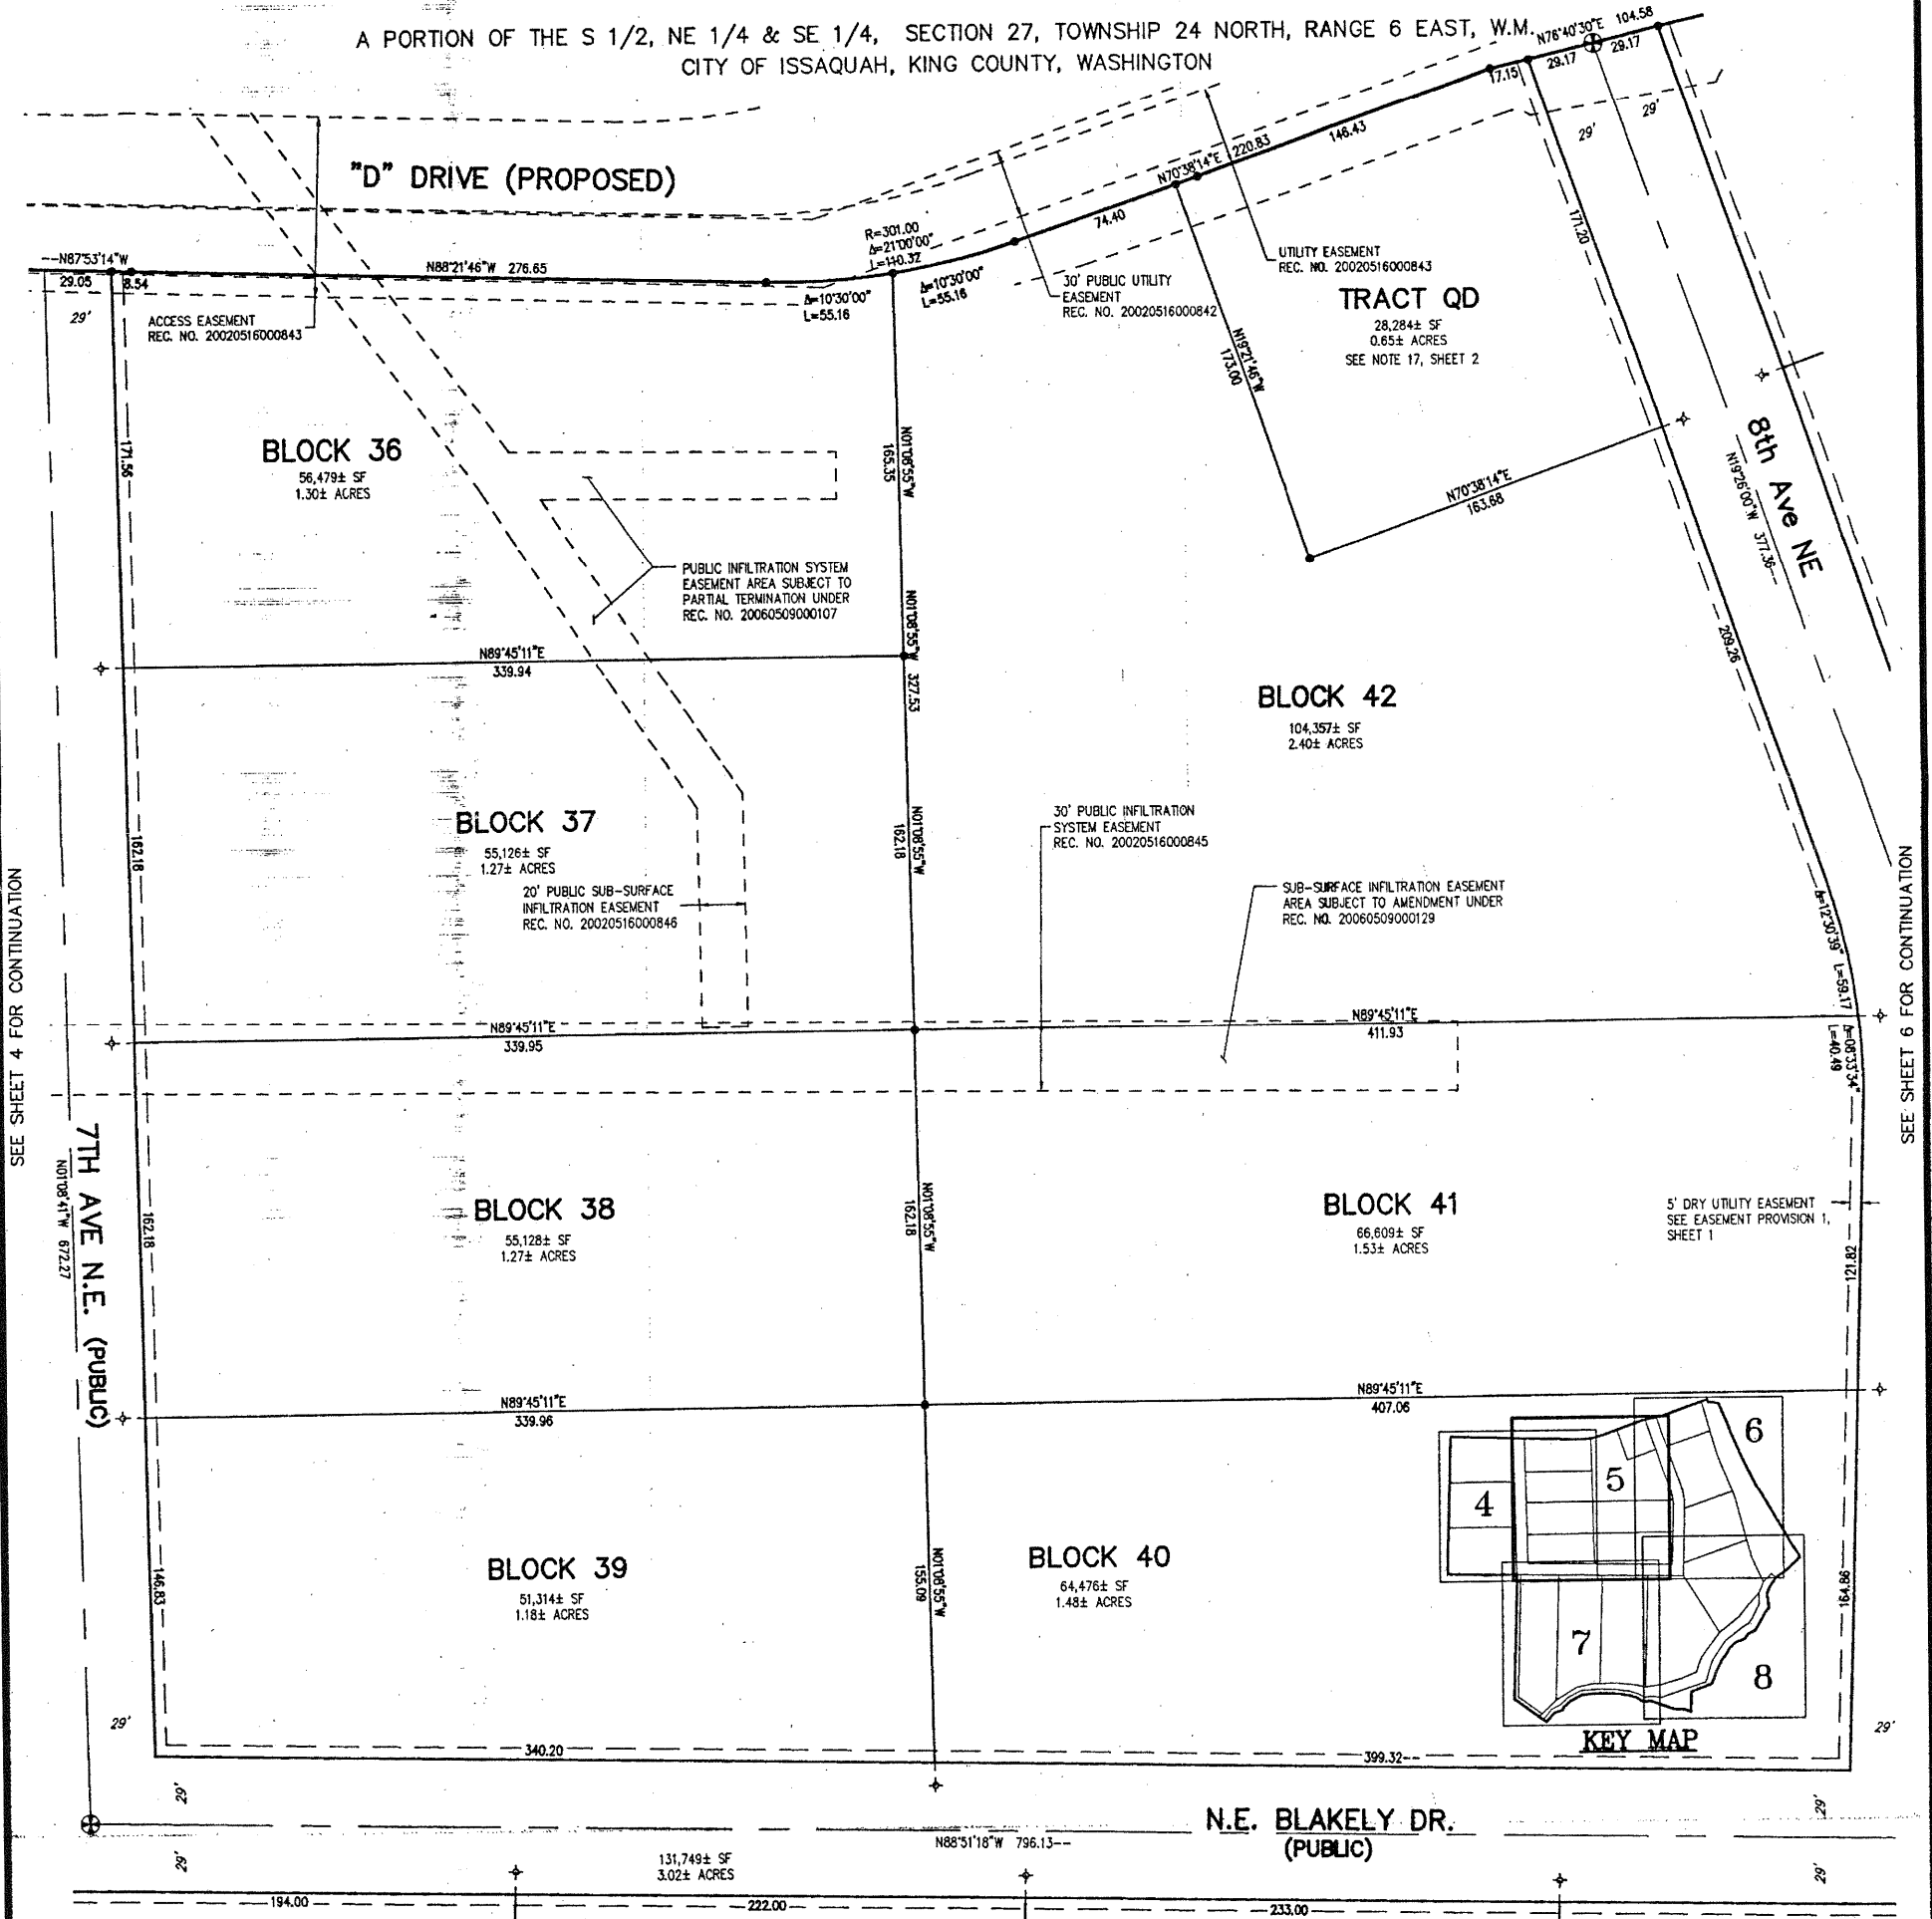 A PORTION OF THE S 1/2, NE 1/4 & SE 1/4, SECTION 27, TOWNSHIP 24 NORTH, RANGE 6 EAST, W.M.
CITY OF ISSAQUAH, KING COUNTY, WASHINGTON
N76°40'30"E 104.58
17.15
29.17
29.17
29'
29'
"D" DRIVE (PROPOSED)
146.43
N70°38'14"E 220.83
74.40
171.20
R=301.00
Δ=21°00'00"
L=110.32
Δ=10°30'00"
L=55.16
Δ=10°30'00"
L=55.16
--N87°53'14"W
29.05
8.54
29'
N88°21'46"W 276.65
ACCESS EASEMENT
REC. NO. 20020516000843
UTILITY EASEMENT
REC. NO. 20020516000843
30' PUBLIC UTILITY
EASEMENT
REC. NO. 20020516000842
TRACT QD
28,284± SF
0.65± ACRES
SEE NOTE 17, SHEET 2
N19°21'46"W
173.00
N70°38'14"E
163.68
8th Ave NE
N19°26'00"W 377.36--
BLOCK 36
56,479± SF
1.30± ACRES
171.56
N01°08'55"W
165.35
PUBLIC INFILTRATION SYSTEM
EASEMENT AREA SUBJECT TO
PARTIAL TERMINATION UNDER
REC. NO. 20060509000107
N01°08'55"W 327.53
N89°45'11"E
339.94
209.26
BLOCK 42
104,357± SF
2.40± ACRES
BLOCK 37
55,126± SF
1.27± ACRES
162.18
N01°08'55"W
162.18
20' PUBLIC SUB-SURFACE
INFILTRATION EASEMENT
REC. NO. 20020516000846
30' PUBLIC INFILTRATION
SYSTEM EASEMENT
REC. NO. 20020516000845
SUB-SURFACE INFILTRATION EASEMENT
AREA SUBJECT TO AMENDMENT UNDER
REC. NO. 20060509000129
Δ=12°30'39" L=59.17
SEE SHEET 4 FOR CONTINUATION
SEE SHEET 6 FOR CONTINUATION
N89°45'11"E
339.95
N89°45'11"E
411.93
Δ=08°33'34"
L=40.49
7TH AVE N.E. (PUBLIC)
N01°08'41"W 672.27
BLOCK 38
55,128± SF
1.27± ACRES
162.18
N01°08'55"W
162.18
BLOCK 41
66,609± SF
1.53± ACRES
5' DRY UTILITY EASEMENT
SEE EASEMENT PROVISION 1,
SHEET 1
121.82
N89°45'11"E
339.96
N89°45'11"E
407.06
BLOCK 39
51,314± SF
1.18± ACRES
146.83
N01°08'55"W
155.09
BLOCK 40
64,476± SF
1.48± ACRES
164.86
4
5
6
7
8
KEY MAP
29'
340.20
399.32--
29'
29'
29'
N.E. BLAKELY DR.
(PUBLIC)
N88°51'18"W 796.13--
29'
29'
131,749± SF
3.02± ACRES
194.00
222.00
233.00